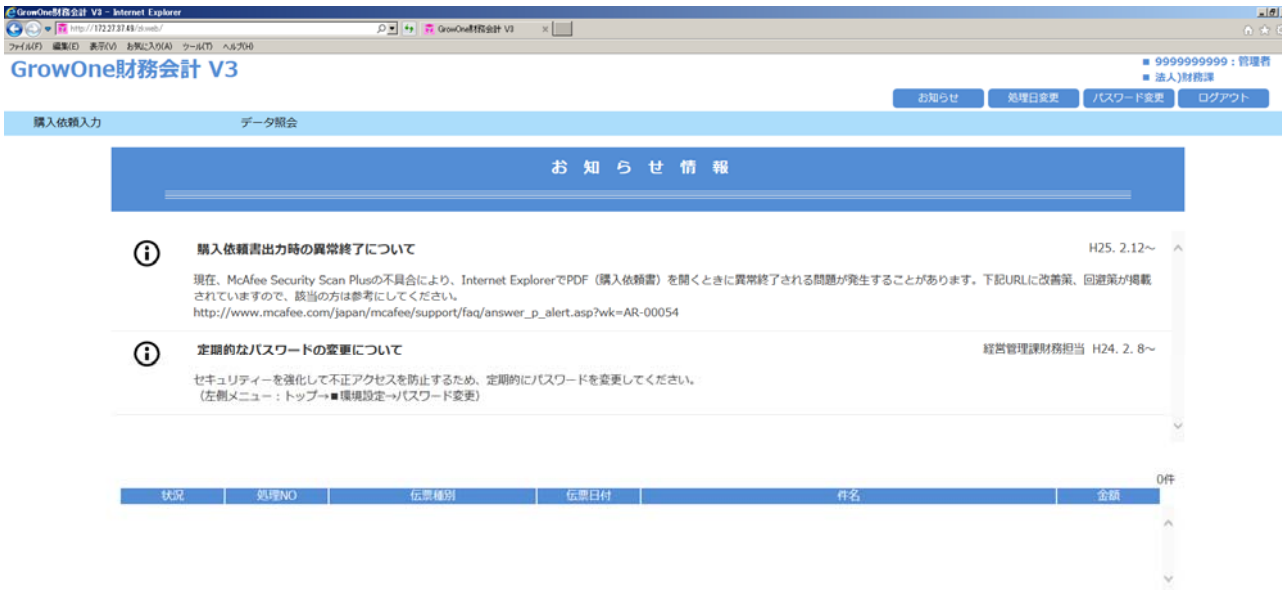 GrowOne財務会計 V3 - Internet Explorer
http://172.27.37.48/zkweb/
GrowOne財務会計 V3
ファイル(F) 編集(E) 表示(V) お気に入り(A) ツール(T) ヘルプ(H)
GrowOne財務会計 V3
■ 9999999999：管理者
■ 法人)財務課
お知らせ 処理日変更 パスワード変更 ログアウト
購入依頼入力 データ照会
お知らせ情報
購入依頼書出力時の異常終了について H25. 2.12～
現在、McAfee Security Scan Plusの不具合により、Internet ExplorerでPDF（購入依頼書）を開くときに異常終了される問題が発生することがあります。下記URLに改善策、回避策が掲載
されていますので、該当の方は参考にしてください。
http://www.mcafee.com/japan/mcafee/support/faq/answer_p_alert.asp?wk=AR-00054
定期的なパスワードの変更について 経営管理課財務担当 H24. 2. 8～
セキュリティーを強化して不正アクセスを防止するため、定期的にパスワードを変更してください。
（左側メニュー：トップ→■環境設定→パスワード変更）
0件
状況 処理NO 伝票種別 伝票日付 件名 金額